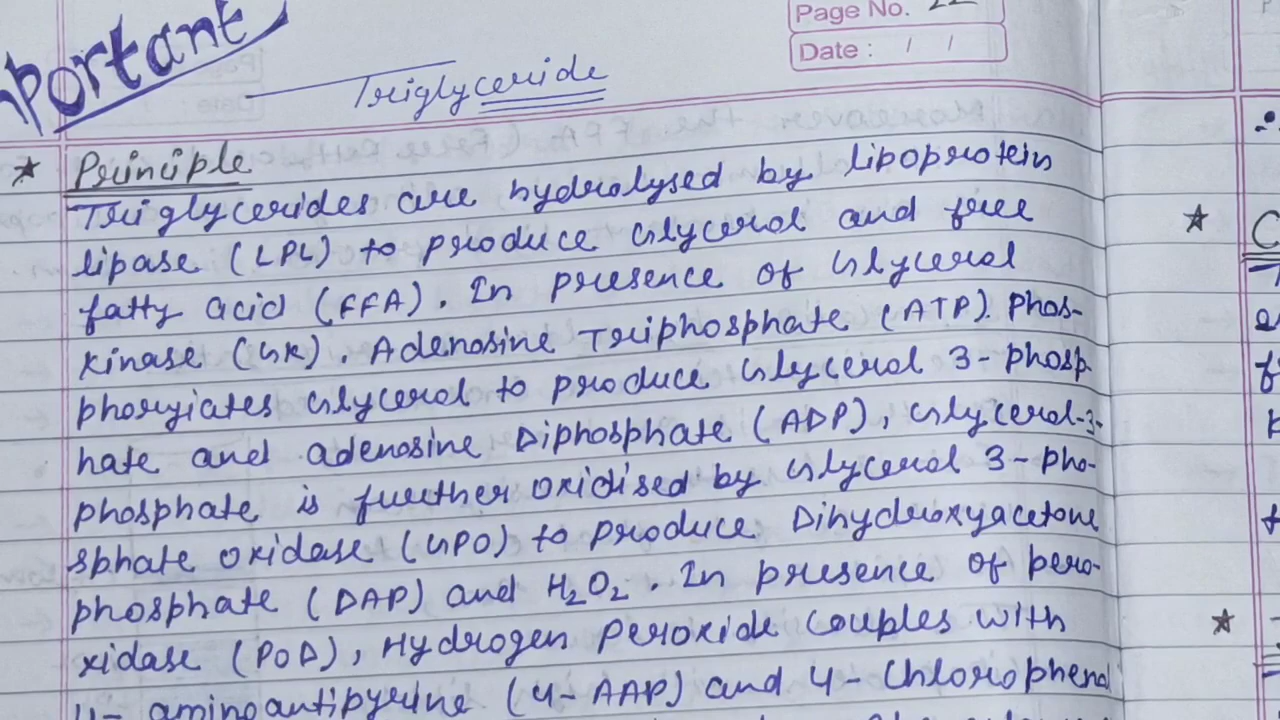 portant
Page No. 22
Date : / /
Triglyceride
Principle
Triglycerides are hydrolysed by lipoprotein
lipase (LPL) to produce Glycerol and free
fatty acid (FFA). In presence of Glycerol
kinase (GK). Adenosine Triphosphate (ATP). Phos-
phoryiates Glycerol to produce Glycerol 3-phosp-
hate and adenosine Diphosphate (ADP), Glycerol-3-
phosphate is further oxidised by Glycerol 3-pho-
sphate oxidase (GPO) to produce Dihydroxyacetone
phosphate (DAP) and H₂O₂. In presence of pero-
xidase (POD), Hydrogen Peroxide Couples with
4- aminoantipyrine (4-AAP) and 4-Chlorophenol